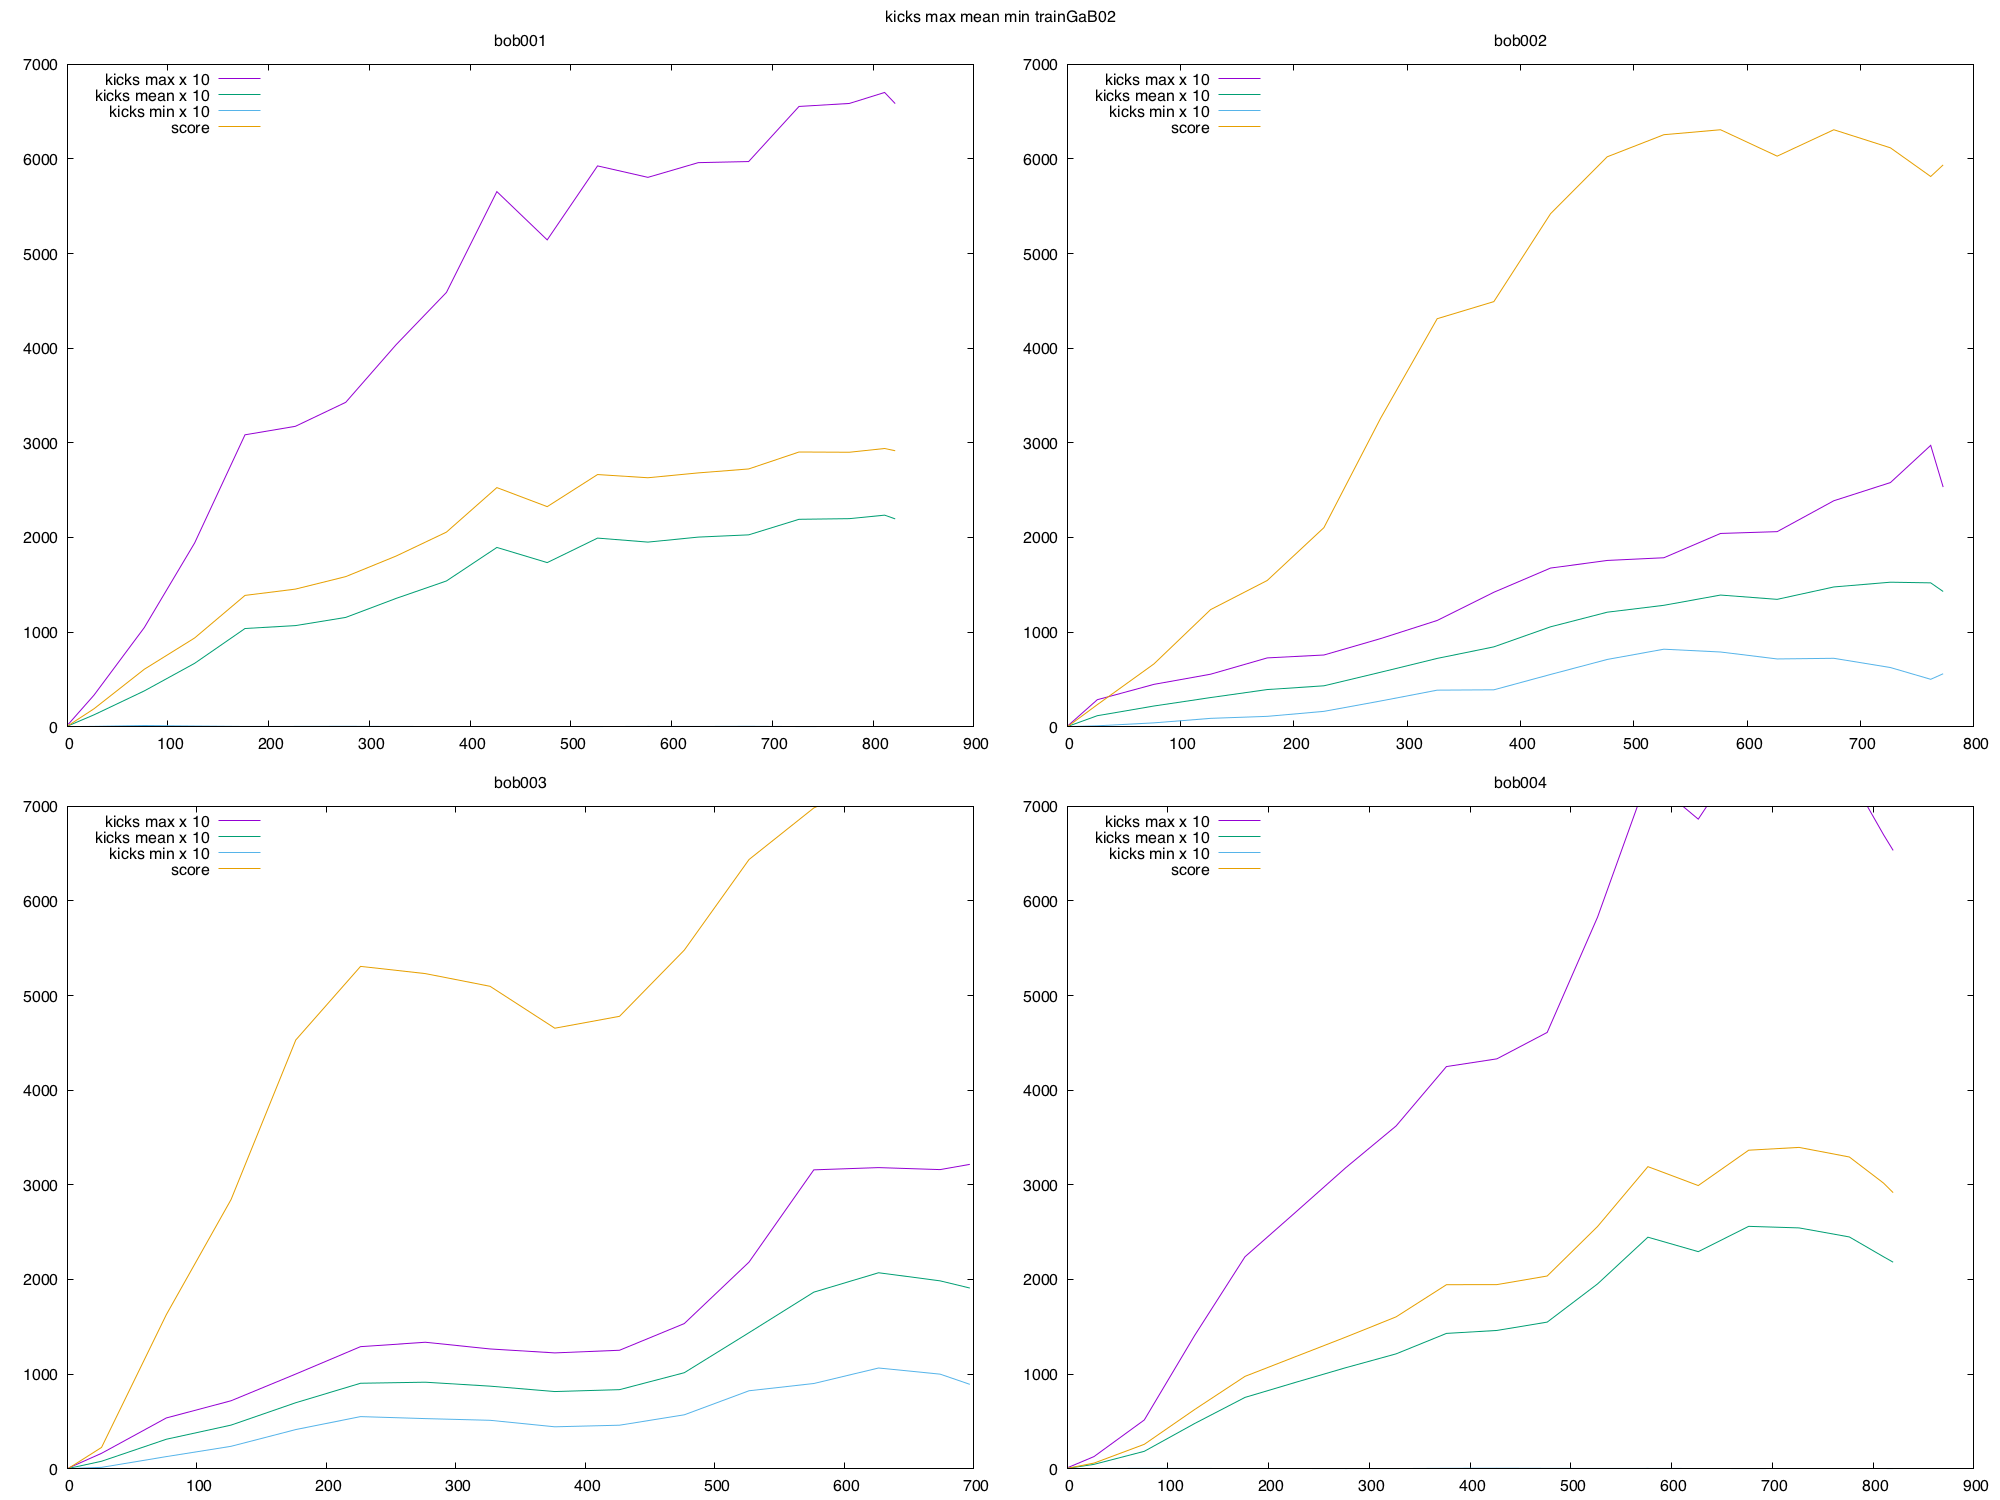 kicks max mean min trainGaB02
bob001
7000
6000
5000
4000
3000
2000
1000
0
kicks max x 10
kicks mean x 10
kicks min x 10
score
0 100 200 300 400 500 600 700 800 900
bob002
7000
6000
5000
4000
3000
2000
1000
0
kicks max x 10
kicks mean x 10
kicks min x 10
score
0 100 200 300 400 500 600 700 800
bob003
7000
6000
5000
4000
3000
2000
1000
0
kicks max x 10
kicks mean x 10
kicks min x 10
score
0 100 200 300 400 500 600 700
bob004
7000
6000
5000
4000
3000
2000
1000
0
kicks max x 10
kicks mean x 10
kicks min x 10
score
0 100 200 300 400 500 600 700 800 900